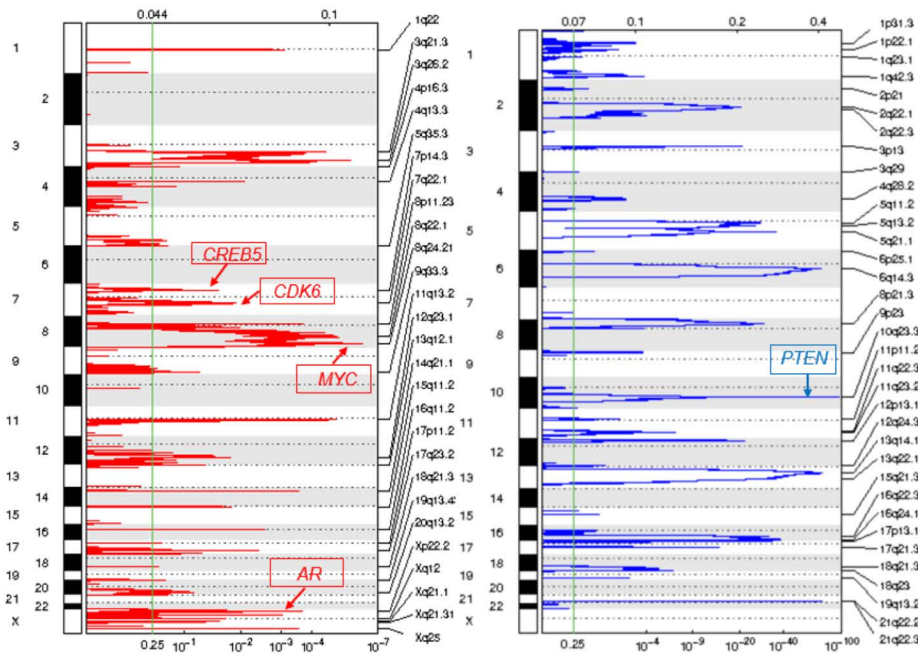 0.044 0.1
1q22
3q21.3
3q26.2
4p16.3
4q13.3
5q35.3
7p14.3
7q22.1
8p11.23
8q22.1
8q24.21
9q33.3
11q13.2
12q23.1
13q12.1
14q21.1
15q11.2
16q11.2
17p11.2
17q23.2
18q21.3
19q13.4
20q13.2
Xp22.2
Xq12
Xq21.1
Xq21.31
Xq25
1
2
3
4
5
6
7
8
9
10
11
12
13
14
15
16
17
18
19
20
21
22
X
CREB5
CDK6
MYC
AR
0.25 10⁻¹ 10⁻² 10⁻³ 10⁻⁴ 10⁻⁷
0.07 0.1 0.2 0.4
1p31.3
1p22.1
1q23.1
1q42.3
2p21
2q22.1
2q22.3
3p13
3q29
4q28.2
5q11.2
5q13.2
5q21.1
6p25.1
6q14.3
8p21.3
9p23
10q23.3
11p11.2
11q22.3
11q23.2
12p13.1
12q24.3
13q14.1
13q22.1
15q21.3
16q22.3
16q24.1
17p13.1
17q21.3
18q21.3
18q23
19q13.2
21q22.2
21q22.3
1
2
3
4
5
6
7
8
9
10
11
12
13
14
15
16
17
18
19
20
21
22
X
PTEN
0.25 10⁻⁴ 10⁻⁹ 10⁻²⁰ 10⁻⁴⁰ 10⁻¹⁰⁰